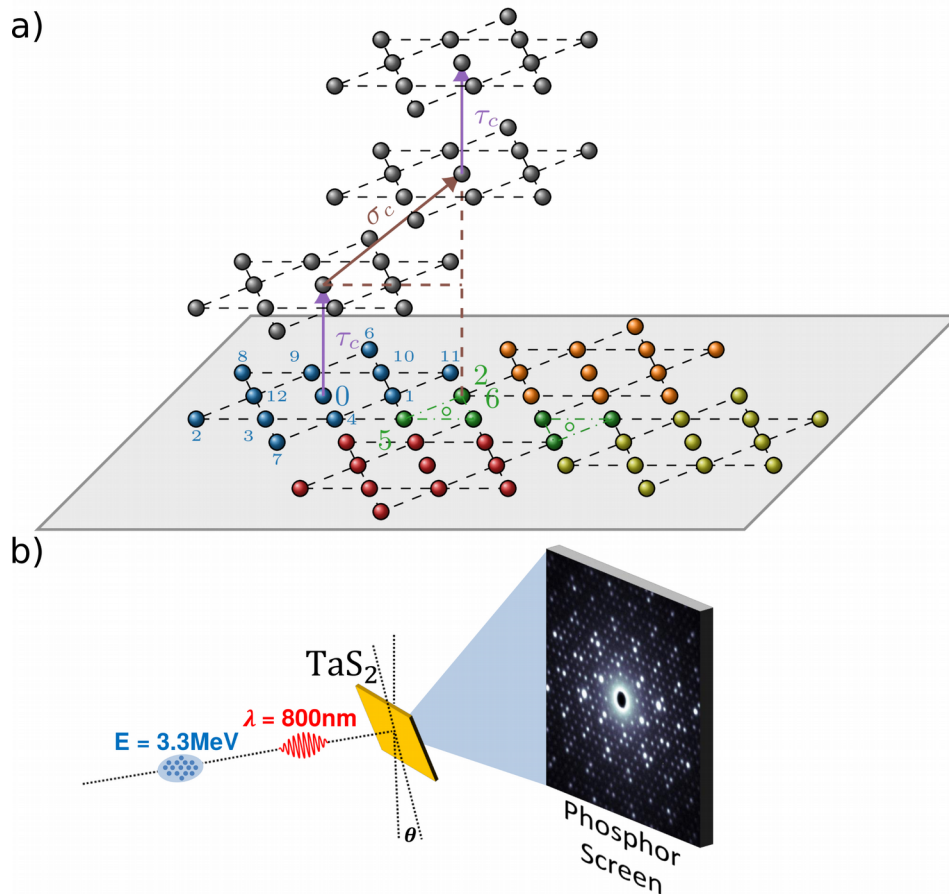 a)
τc
σc
τc
6
8 9 10 11
2
12 0 1 6
2 3 4 5
7
b)
TaS2
λ = 800nm
E = 3.3MeV
θ
Phosphor
Screen